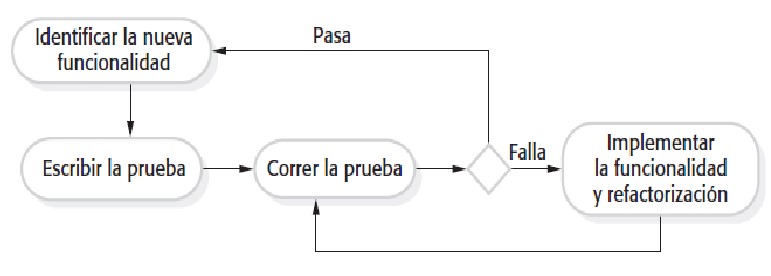 Identificar la nueva
funcionalidad
Pasa
Escribir la prueba
Correr la prueba
Falla
Implementar
la funcionalidad
y refactorización